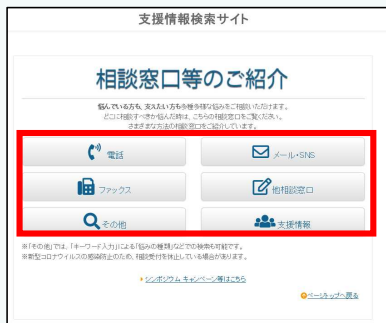 支援情報検索サイト
相談窓口等のご紹介
悩んでいる方も、支えたい方も多種多様な悩みをご相談いただけます。
どこに相談すべきか悩んだ時は、こちらの相談窓口をご覧ください。
さまざまな方法の相談窓口をご紹介しています。
電話
メール・SNS
ファックス
他相談窓口
その他
支援情報
※「その他」では、「キーワード入力」による「悩みの種類」などでの検索も可能です。
※新型コロナウイルスの感染防止のため、相談受付を休止している場合があります。
シンポジウム キャンペーン等はこちら
ページトップへ戻る